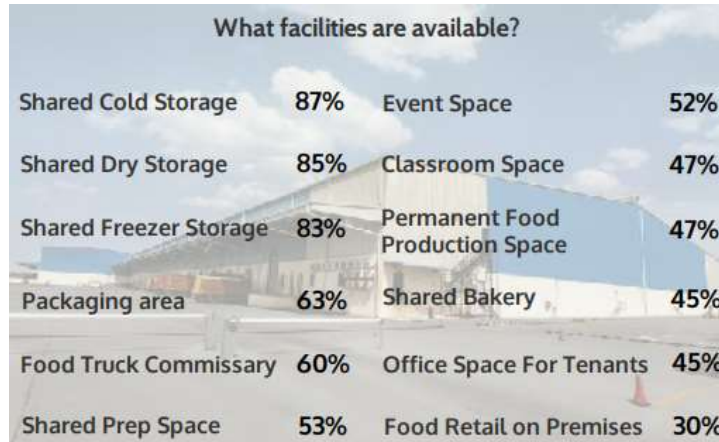 What facilities are available?
Shared Cold Storage 87%
Shared Dry Storage 85%
Shared Freezer Storage 83%
Packaging area 63%
Food Truck Commissary 60%
Shared Prep Space 53%
Event Space 52%
Classroom Space 47%
Permanent Food
Production Space 47%
Shared Bakery 45%
Office Space For Tenants 45%
Food Retail on Premises 30%